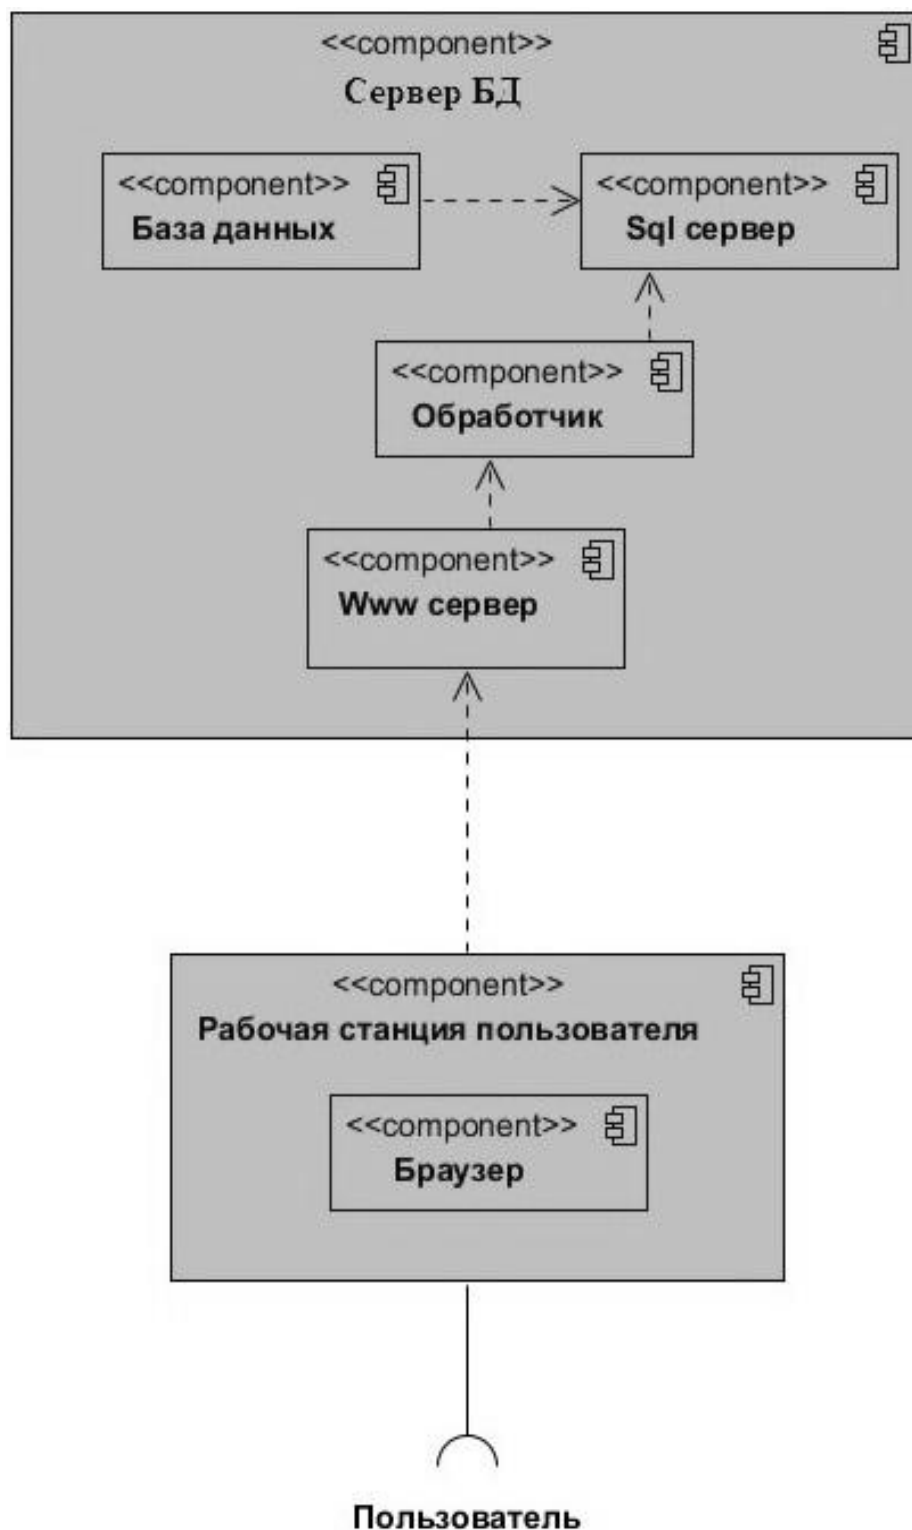 <<component>>
Сервер БД
<<component>>
База данных
<<component>>
Sql сервер
<<component>>
Обработчик
<<component>>
Www сервер
<<component>>
Рабочая станция пользователя
<<component>>
Браузер
Пользователь